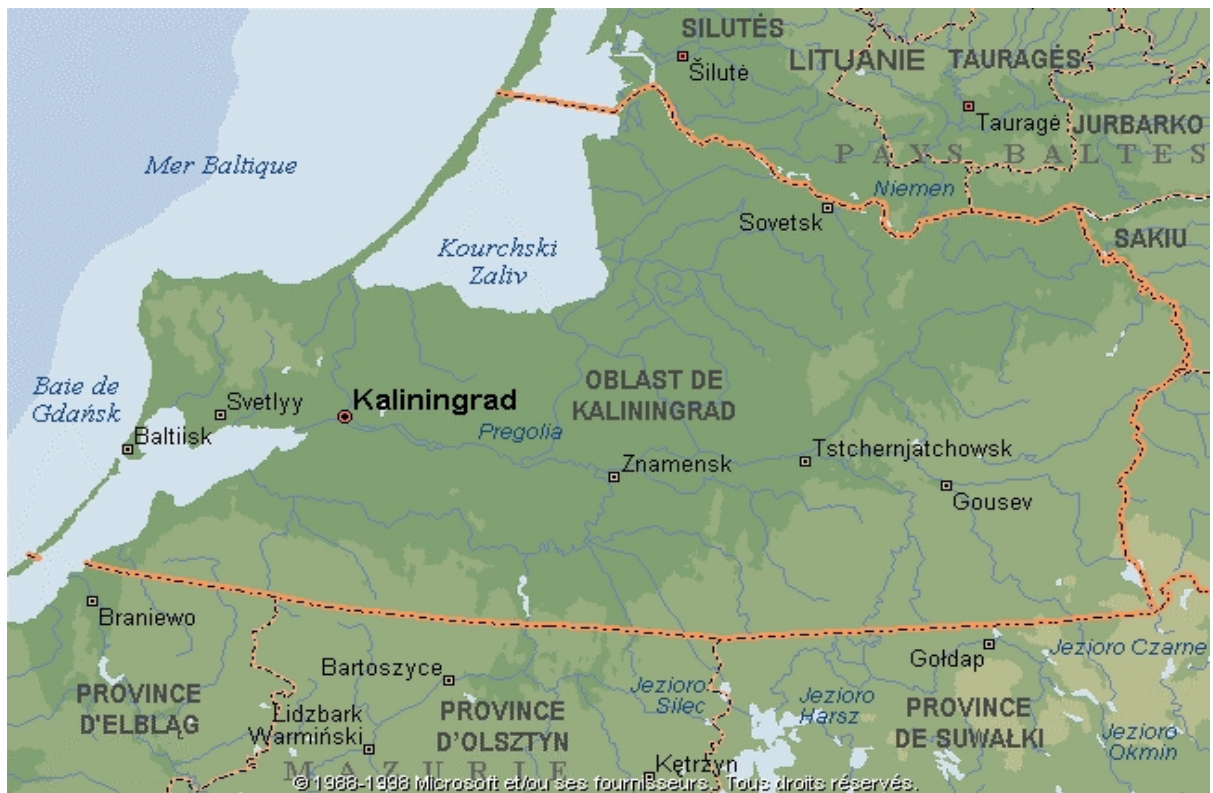 SILUTĖS
Šilutė
LITUANIE
TAURAGĖS
Tauragė
JURBARKO
PAYS BALTES
Mer Baltique
Niemen
Sovetsk
SAKIU
Kourchski
Zaliv
OBLAST DE
KALININGRAD
Baie de
Gdańsk
Svetlyy
Kaliningrad
Baltiisk
Pregolia
Znamensk
Tstchernjatchowsk
Gousev
Braniewo
Bartoszyce
Gołdap
Jezioro Czarne
PROVINCE
D'ELBLĄG
Lidzbark
Warmiński
PROVINCE
D'OLSZTYN
Jezioro
Silec
Jezioro
Harsz
PROVINCE
DE SUWAŁKI
Jezioro
Okmin
MAZURIE
Kętrzyn
©1988-1998 Microsoft et/ou ses fournisseurs. Tous droits réservés.